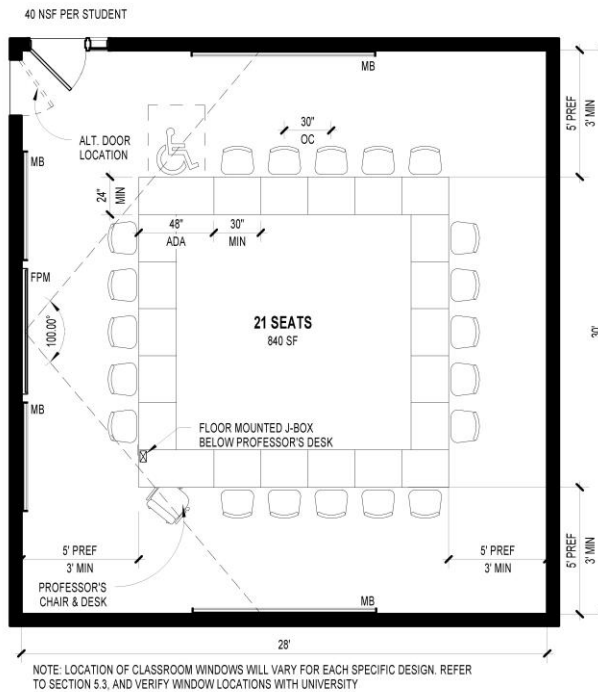 40 NSF PER STUDENT
MB
ALT. DOOR
LOCATION
30"
OC
5' PREF
3' MIN
MB
24"
MIN
48"
ADA
30"
MIN
FPM
100.00°
21 SEATS
840 SF
30'
MB
FLOOR MOUNTED J-BOX
BELOW PROFESSOR'S DESK
5' PREF
3' MIN
5' PREF
3' MIN
5' PREF
3' MIN
PROFESSOR'S
CHAIR & DESK
MB
28'
NOTE: LOCATION OF CLASSROOM WINDOWS WILL VARY FOR EACH SPECIFIC DESIGN. REFER
TO SECTION 5.3, AND VERIFY WINDOW LOCATIONS WITH UNIVERSITY